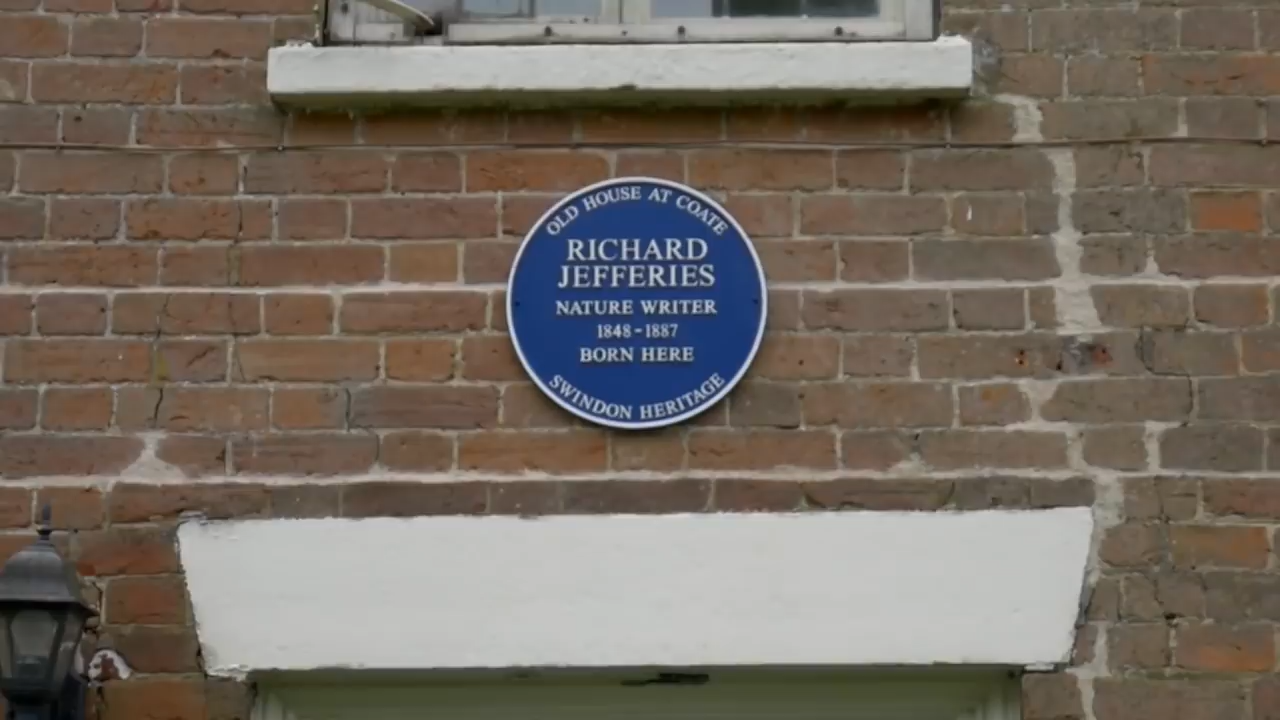 OLD HOUSE AT COATE
RICHARD
JEFFERIES
NATURE WRITER
1848-1887
BORN HERE
SWINDON HERITAGE